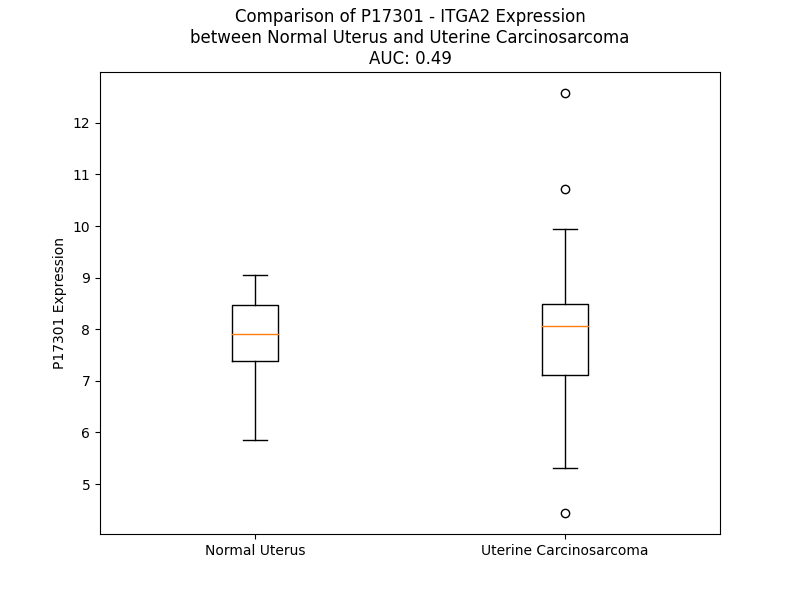 Comparison of P17301 - ITGA2 Expression
between Normal Uterus and Uterine Carcinosarcoma
AUC: 0.49
12
11
10
9
8
7
6
5
P17301 Expression
Normal Uterus
Uterine Carcinosarcoma